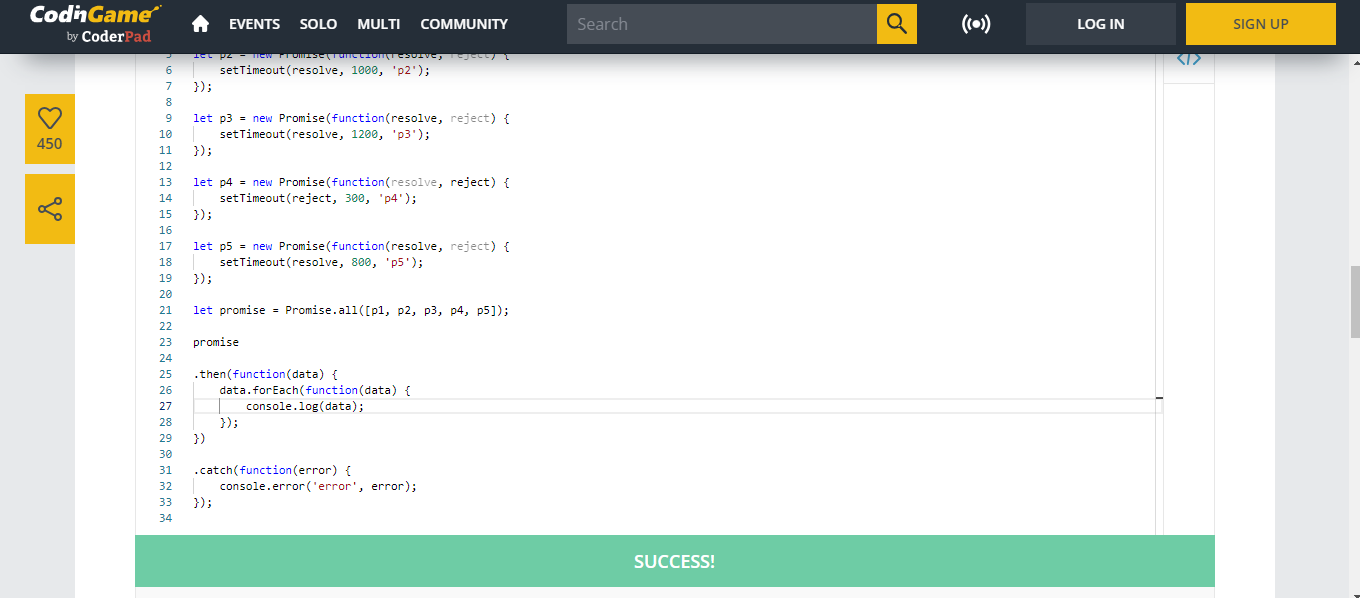 CodinGame
by CoderPad
EVENTS SOLO MULTI COMMUNITY
Search
LOG IN
SIGN UP
450
</>
5 let p2 = new Promise(function(resolve, reject) {
6 setTimeout(resolve, 1000, 'p2');
7 });
8
9 let p3 = new Promise(function(resolve, reject) {
10 setTimeout(resolve, 1200, 'p3');
11 });
12
13 let p4 = new Promise(function(resolve, reject) {
14 setTimeout(reject, 300, 'p4');
15 });
16
17 let p5 = new Promise(function(resolve, reject) {
18 setTimeout(resolve, 800, 'p5');
19 });
20
21 let promise = Promise.all([p1, p2, p3, p4, p5]);
22
23 promise
24
25 .then(function(data) {
26 data.forEach(function(data) {
27 console.log(data);
28 });
29 })
30
31 .catch(function(error) {
32 console.error('error', error);
33 });
34
SUCCESS!